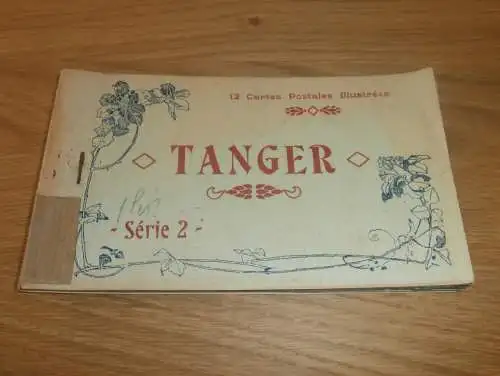 12 Cartes Postales Illustrées
TANGER
- Série 2 -